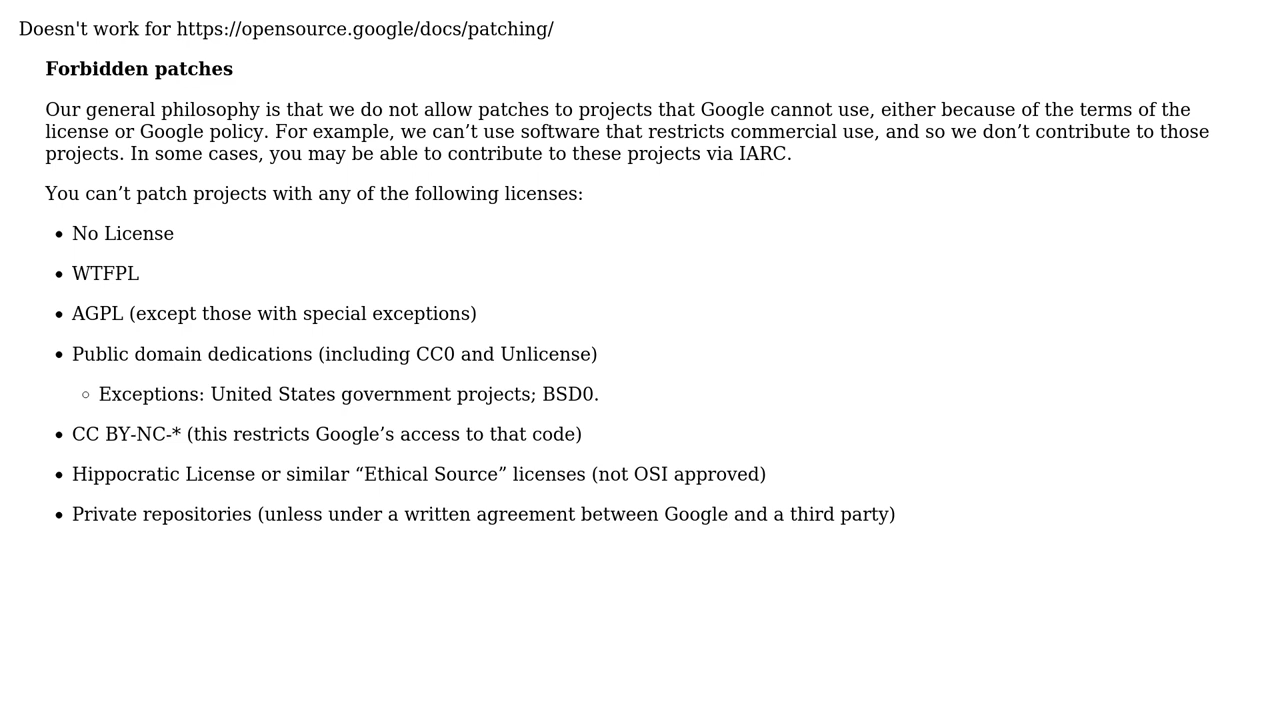 Doesn't work for https://opensource.google/docs/patching/
Forbidden patches
Our general philosophy is that we do not allow patches to projects that Google cannot use, either because of the terms of the
license or Google policy. For example, we can’t use software that restricts commercial use, and so we don’t contribute to those
projects. In some cases, you may be able to contribute to these projects via IARC.
You can’t patch projects with any of the following licenses:
• No License
• WTFPL
• AGPL (except those with special exceptions)
• Public domain dedications (including CC0 and Unlicense)
◦ Exceptions: United States government projects; BSD0.
• CC BY-NC-* (this restricts Google’s access to that code)
• Hippocratic License or similar “Ethical Source” licenses (not OSI approved)
• Private repositories (unless under a written agreement between Google and a third party)